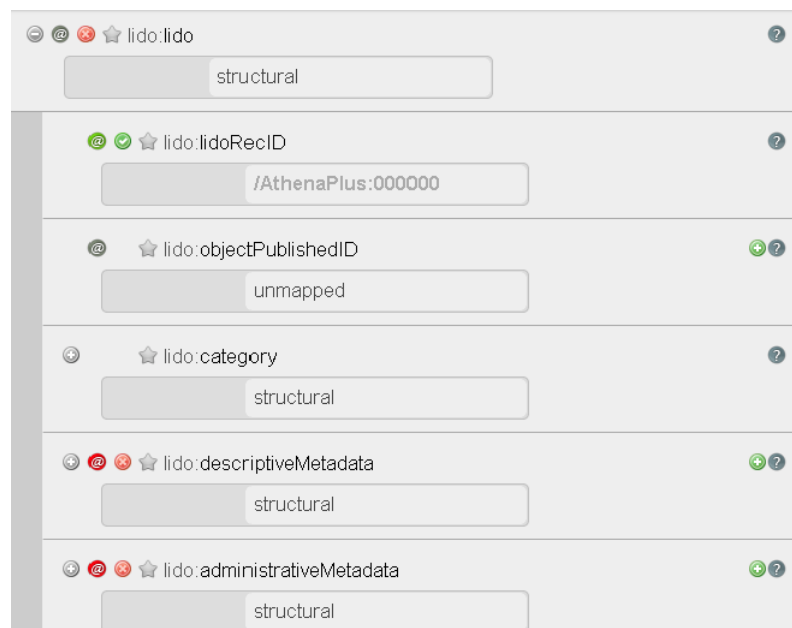 lido:lido
structural
lido:lidoRecID
/AthenaPlus:000000
lido:objectPublishedID
unmapped
lido:category
structural
lido:descriptiveMetadata
structural
lido:administrativeMetadata
structural